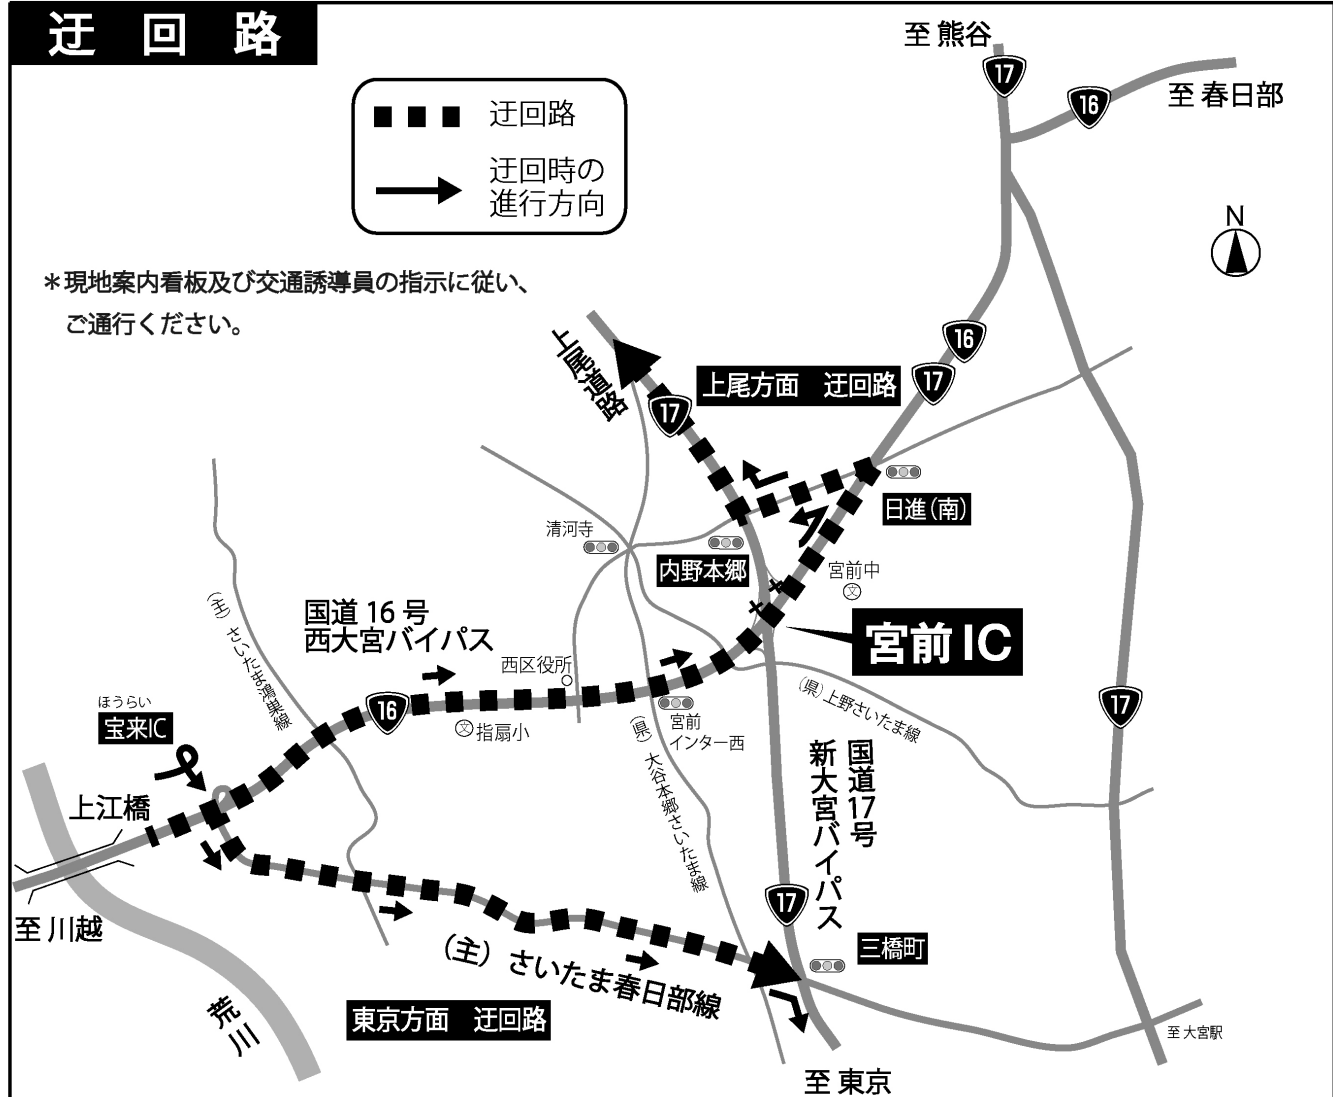 迂 回 路
迂回路
迂回時の
進行方向
＊現地案内看板及び交通誘導員の指示に従い、
ご通行ください。
至 熊谷
17
16
至 春日部
N
16
17
上尾道路
17
上尾方面 迂回路
日進（南）
清河寺
内野本郷
宮前中
文
宮前 IC
国道 16 号
西大宮バイパス
（主）さいたま鴻巣線
西区役所
16
文
指扇小
宮前
インター西
（県）上野さいたま線
（県）大谷本郷さいたま線
17
ほうらい
宝来IC
上江橋
至 川越
荒川
国道17号
新大宮バイパス
17
三橋町
（主）さいたま春日部線
東京方面 迂回路
至 大宮駅
至 東京